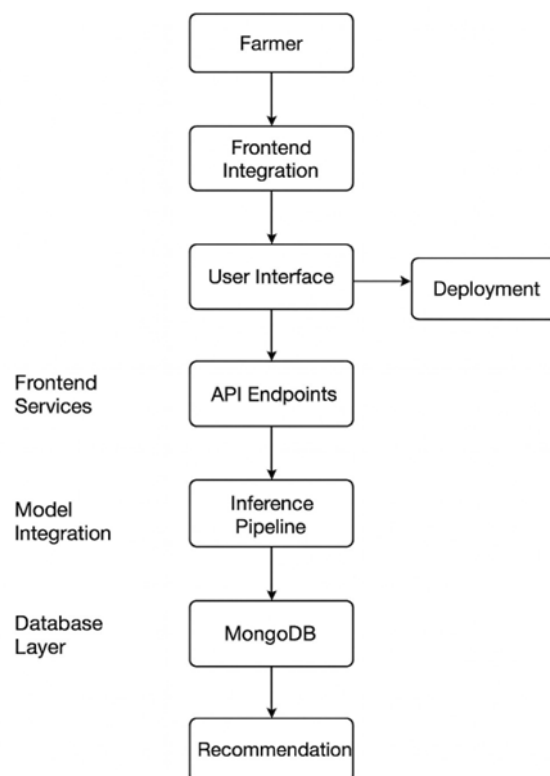 Farmer
Frontend
Integration
User Interface
Deployment
Frontend
Services
API Endpoints
Model
Integration
Inference
Pipeline
Database
Layer
MongoDB
Recommendation